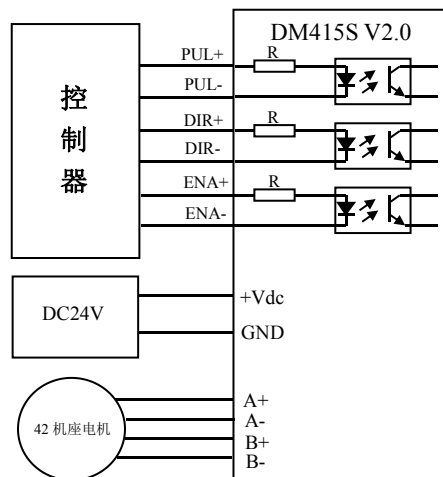 DM415S V2.0
控制器
PUL+
R
PUL-
DIR+
R
DIR-
ENA+
R
ENA-
DC24V
+Vdc
GND
42 机座电机
A+
A-
B+
B-